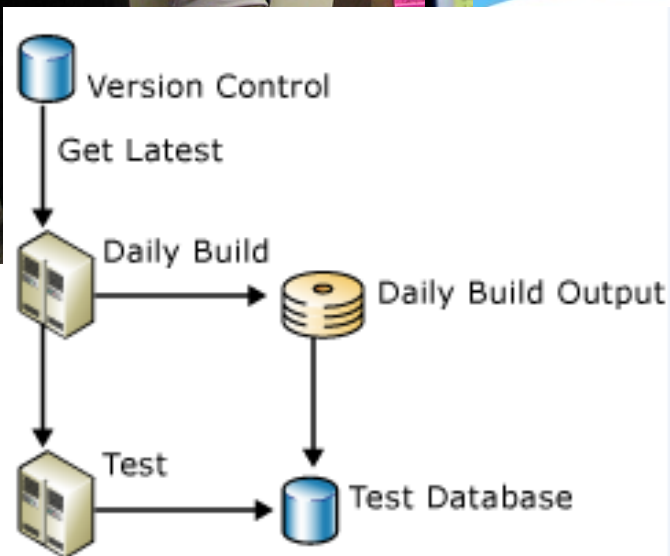 Version Control
Get Latest
Daily Build
Daily Build Output
Test
Test Database